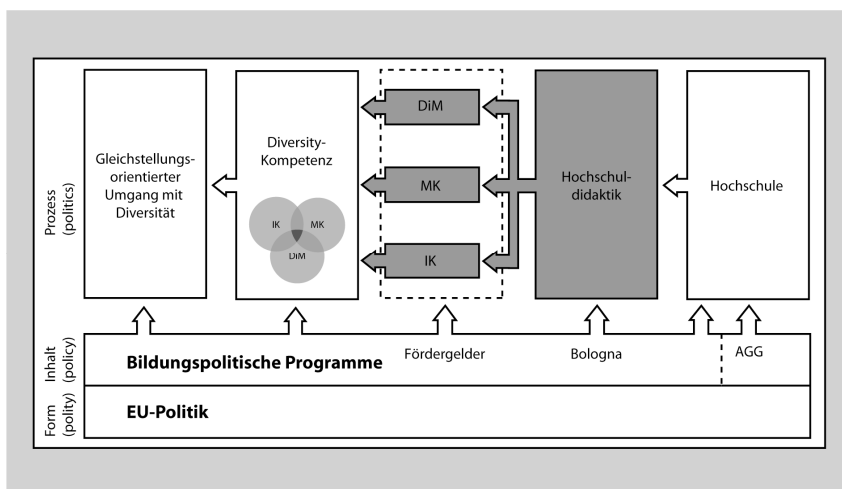 Prozess
(politics)
Gleichstellungs-
orientierter
Umgang mit
Diversität
Diversity-
Kompetenz
IK
MK
DiM
DiM
MK
IK
Hochschul-
didaktik
Hochschule
Inhalt
(policy)
Bildungspolitische Programme
Fördergelder
Bologna
AGG
Form
(polity)
EU-Politik